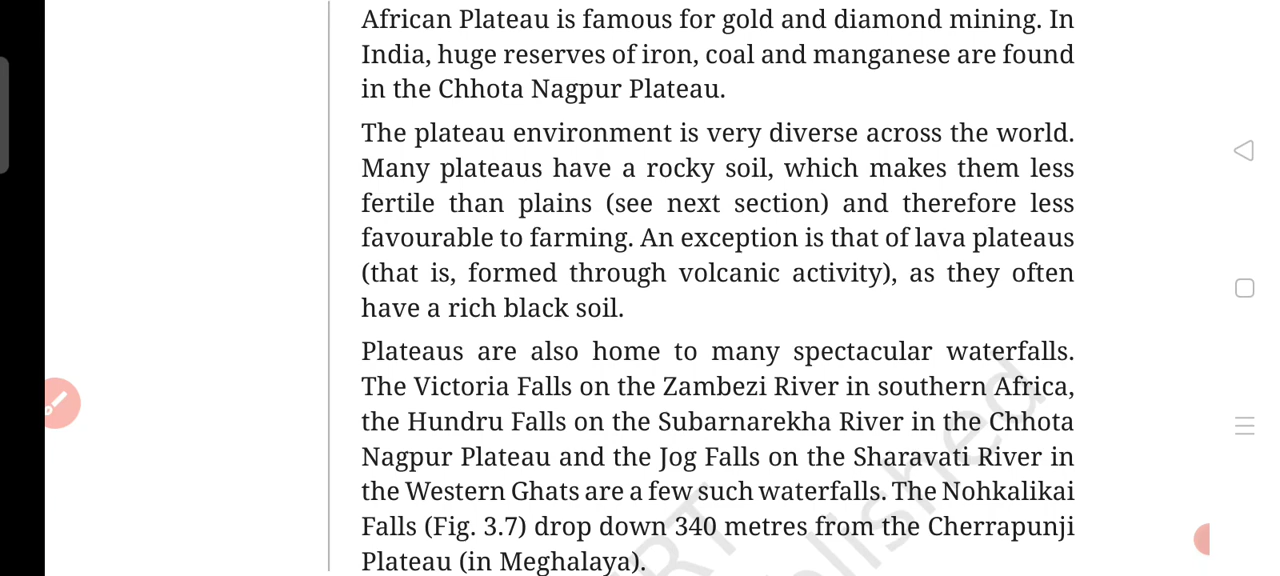 African Plateau is famous for gold and diamond mining. In
India, huge reserves of iron, coal and manganese are found
in the Chhota Nagpur Plateau.
The plateau environment is very diverse across the world.
Many plateaus have a rocky soil, which makes them less
fertile than plains (see next section) and therefore less
favourable to farming. An exception is that of lava plateaus
(that is, formed through volcanic activity), as they often
have a rich black soil.
Plateaus are also home to many spectacular waterfalls.
The Victoria Falls on the Zambezi River in southern Africa,
the Hundru Falls on the Subarnarekha River in the Chhota
Nagpur Plateau and the Jog Falls on the Sharavati River in
the Western Ghats are a few such waterfalls. The Nohkalikai
Falls (Fig. 3.7) drop down 340 metres from the Cherrapunji
Plateau (in Meghalaya).